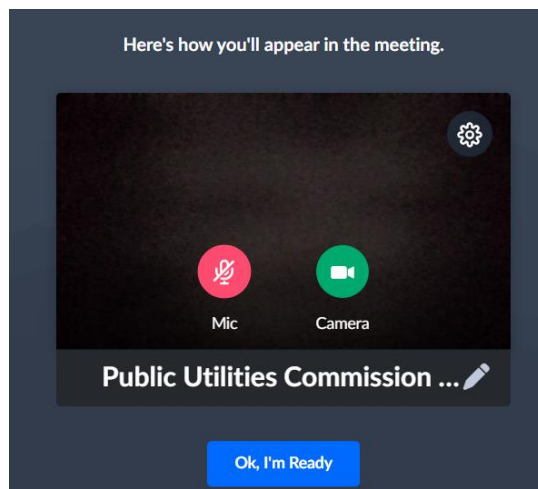 Here's how you'll appear in the meeting.
Mic
Camera
Public Utilities Commission ...
Ok, I'm Ready